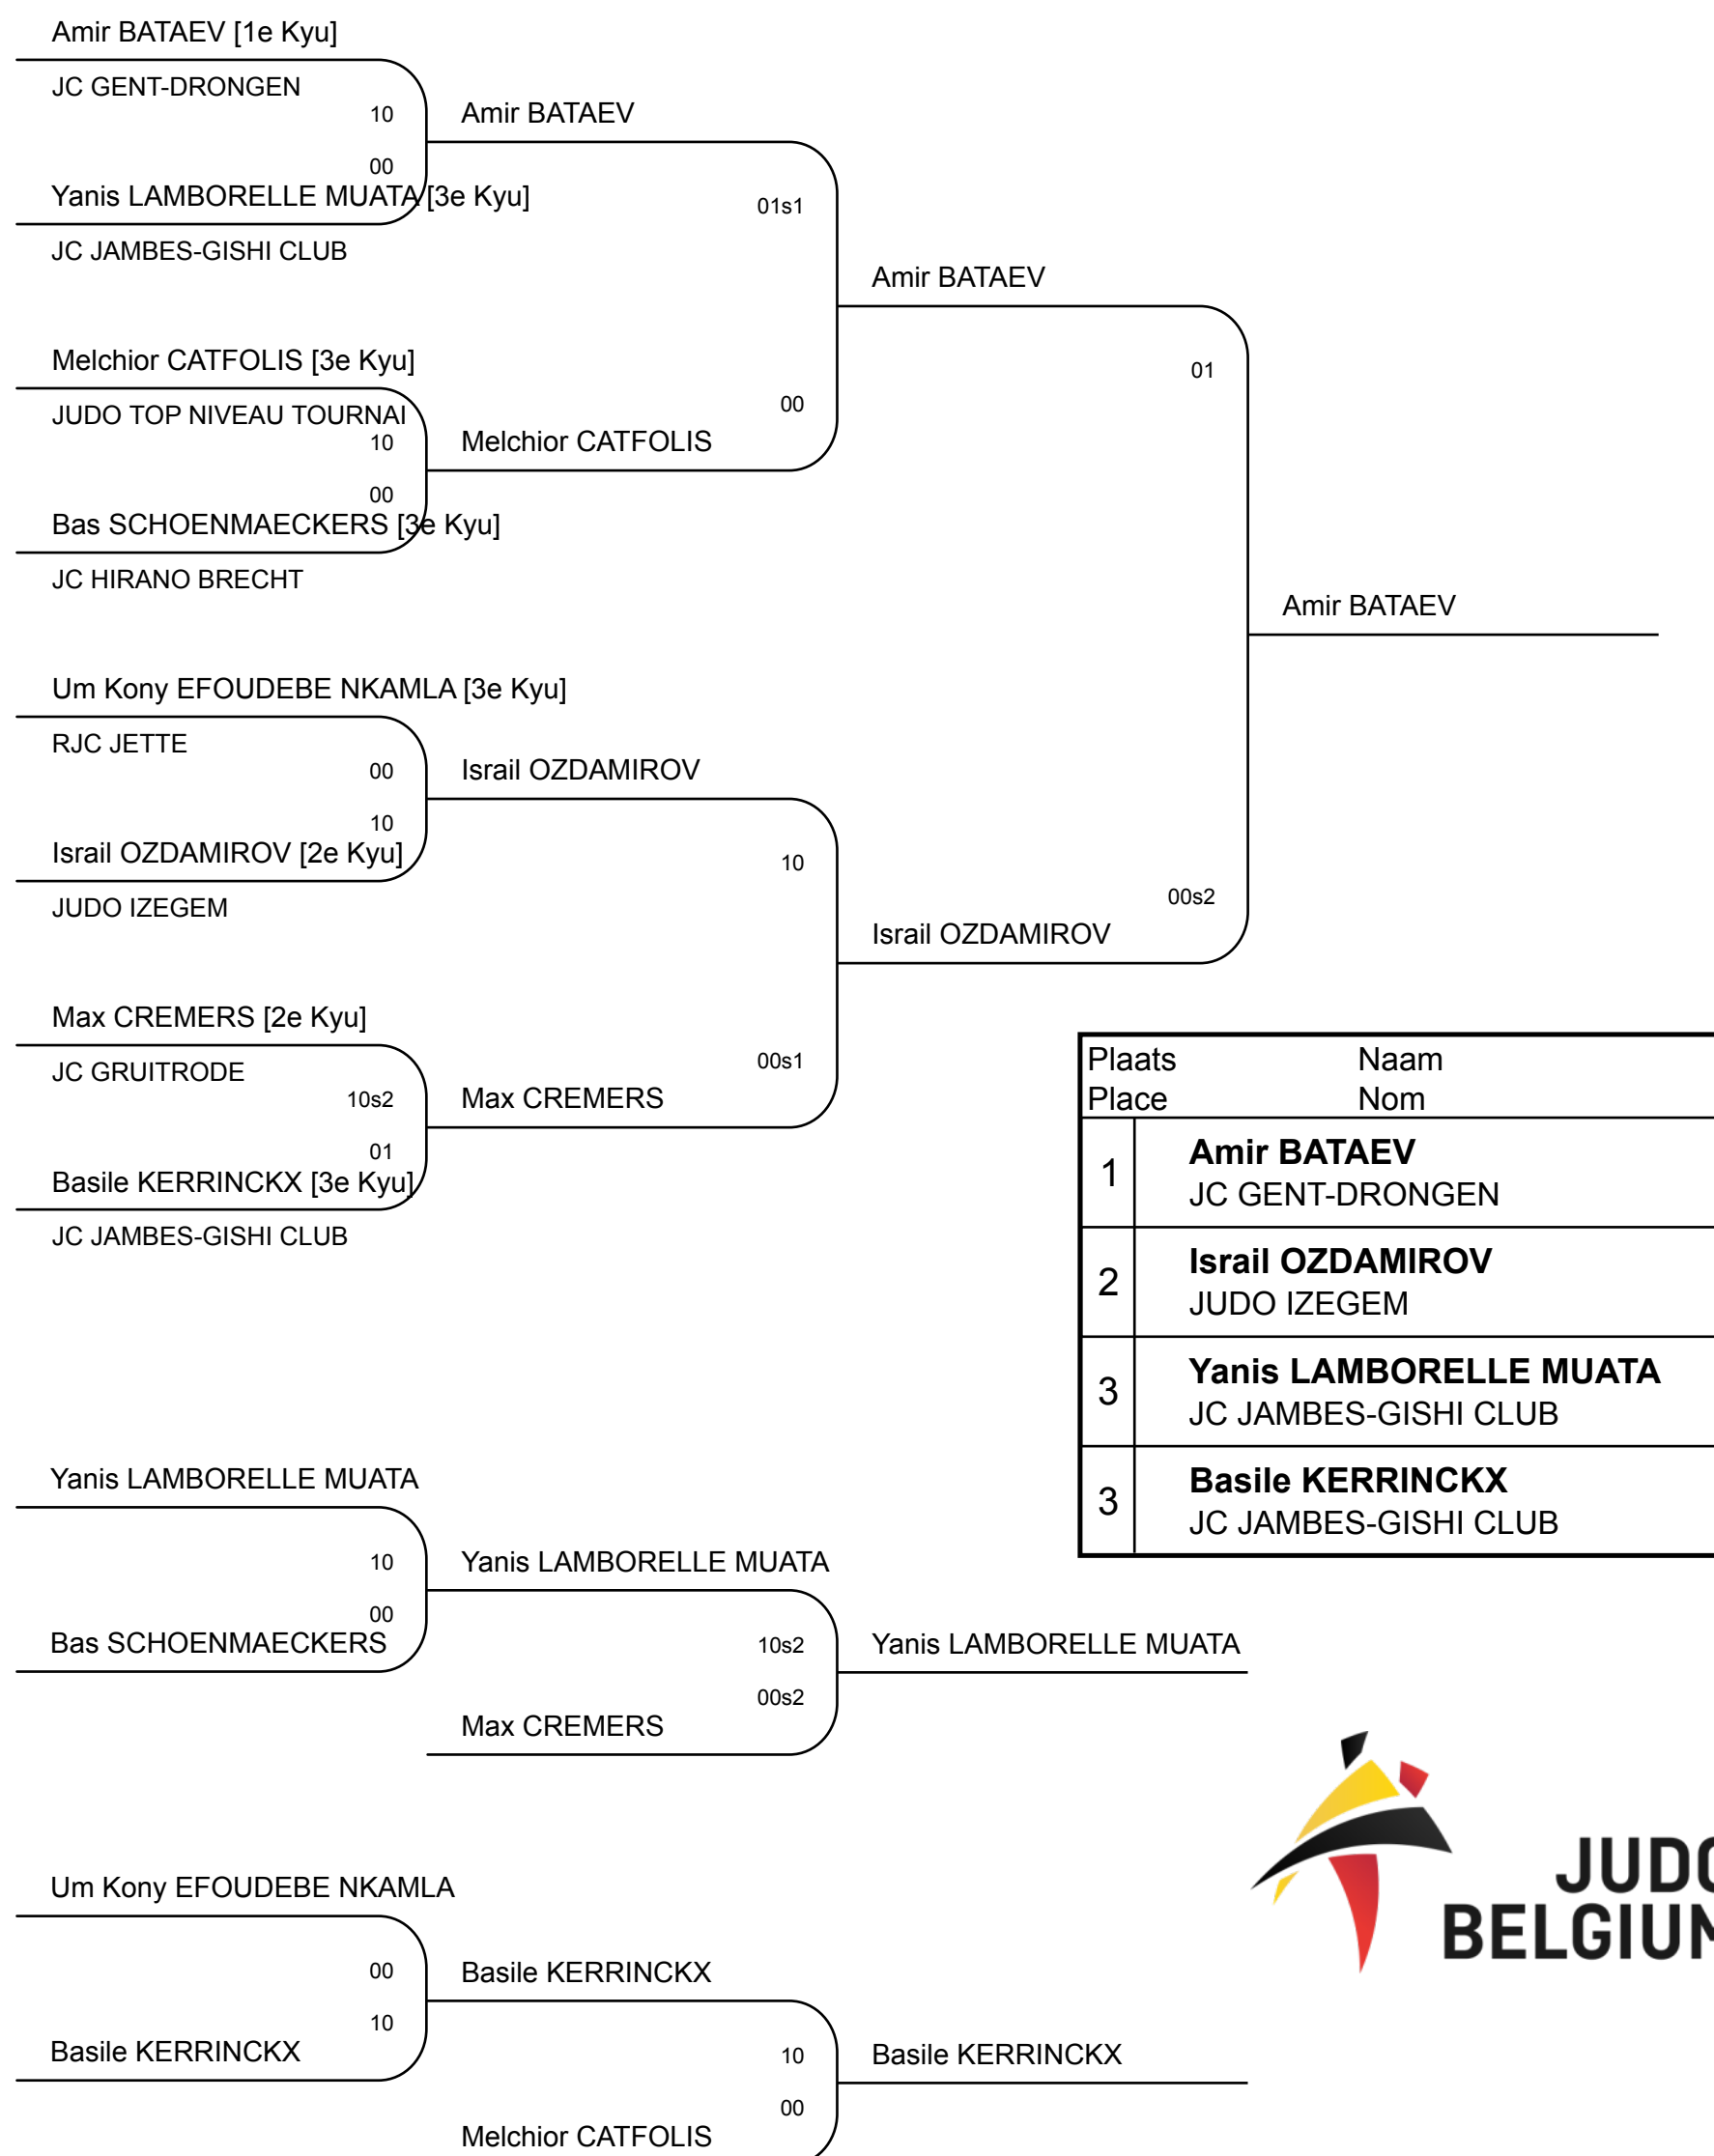 Amir BATAEV [1e Kyu]
JC GENT-DRONGEN
10
Amir BATAEV
00
Yanis LAMBORELLE MUATA [3e Kyu]
01s1
JC JAMBES-GISHI CLUB
Amir BATAEV
Melchior CATFOLIS [3e Kyu]
01
JUDO TOP NIVEAU TOURNAI
00
10
Melchior CATFOLIS
00
Bas SCHOENMAECKERS [3e Kyu]
JC HIRANO BRECHT
Amir BATAEV
Um Kony EFOUDEBE NKAMLA [3e Kyu]
RJC JETTE
00
Israil OZDAMIROV
10
Israil OZDAMIROV [2e Kyu]
10
JUDO IZEGEM
00s2
Israil OZDAMIROV
Max CREMERS [2e Kyu]
JC GRUITRODE
00s1
10s2
Max CREMERS
01
Basile KERRINCKX [3e Kyu]
JC JAMBES-GISHI CLUB
Plaats Naam
Place Nom
1 Amir BATAEV
JC GENT-DRONGEN
2 Israil OZDAMIROV
JUDO IZEGEM
3 Yanis LAMBORELLE MUATA
JC JAMBES-GISHI CLUB
3 Basile KERRINCKX
JC JAMBES-GISHI CLUB
Yanis LAMBORELLE MUATA
10
Yanis LAMBORELLE MUATA
00
Bas SCHOENMAECKERS
10s2
Yanis LAMBORELLE MUATA
00s2
Max CREMERS
JUDO
BELGIUM
Um Kony EFOUDEBE NKAMLA
00
Basile KERRINCKX
10
Basile KERRINCKX
10
Basile KERRINCKX
00
Melchior CATFOLIS